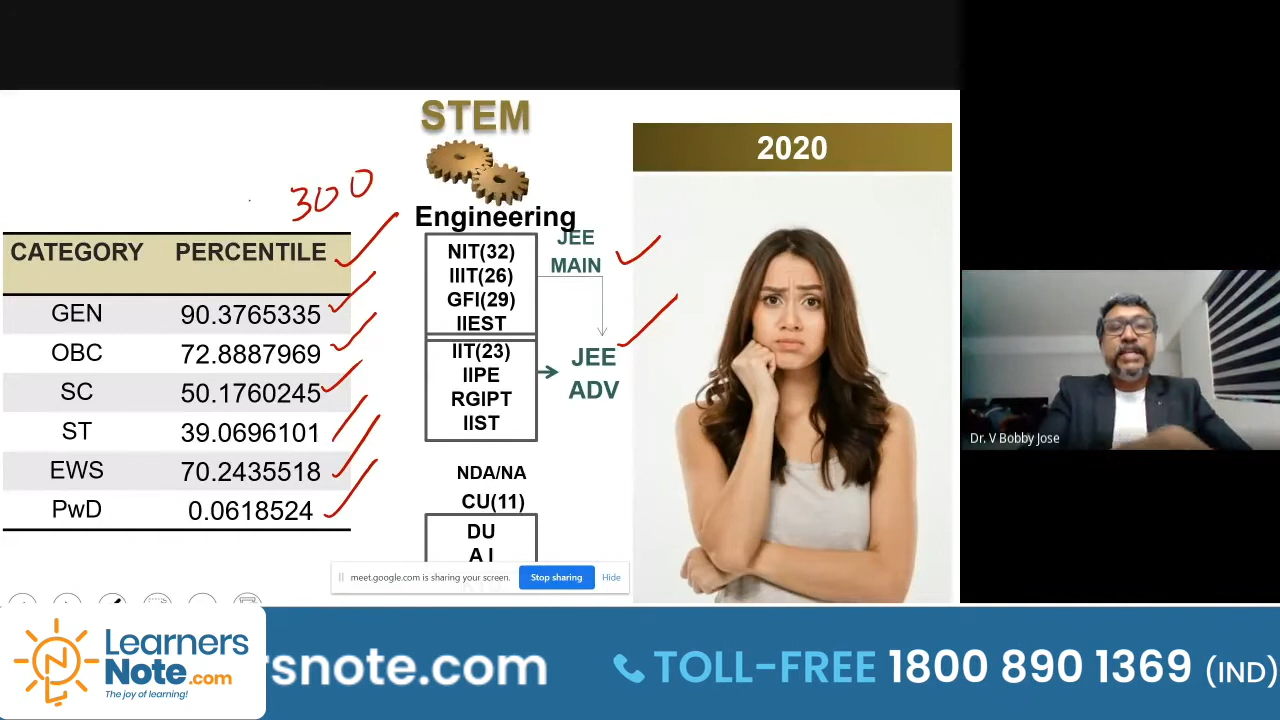 STEM
2020
300
Engineering
CATEGORY PERCENTILE
GEN 90.3765335
OBC 72.8887969
SC 50.1760245
ST 39.0696101
EWS 70.2435518
PwD 0.0618524
NIT(32)
IIIT(26)
GFI(29)
IIEST
JEE
MAIN
IIT(23)
IIPE
RGIPT
IIST
JEE
ADV
NDA/NA
CU(11)
DU
meet.google.com is sharing your screen. Stop sharing Hide
Dr. V Bobby Jose
Learners
Note.com
The joy of learning!
rsnote.com
TOLL-FREE 1800 890 1369 (IND)